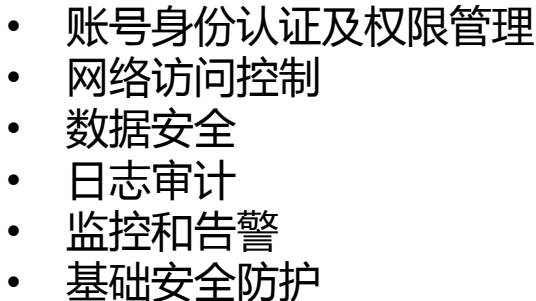 • 账号身份认证及权限管理
• 网络访问控制
• 数据安全
• 日志审计
• 监控和告警
• 基础安全防护